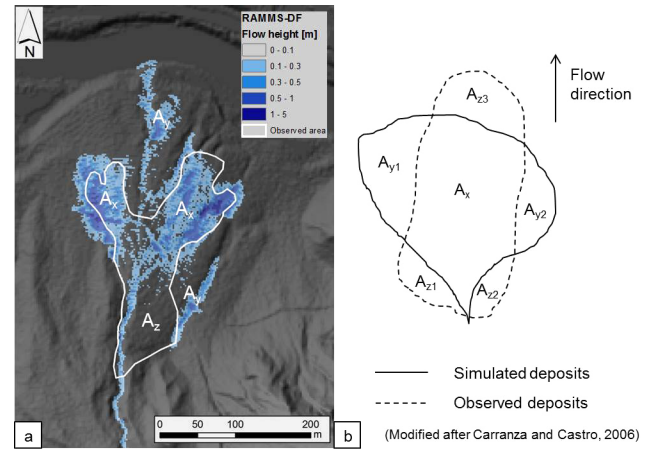 N
RAMMS-DF
Flow height [m]
0 - 0.1
0.1 - 0.3
0.3 - 0.5
0.5 - 1
1 - 5
Observed area
Ay
Ax
Ax
Ay
Az
0 50 100 200
m
a
Flow
direction
Az3
Ay1
Ax
Ay2
Az1
Az2
Simulated deposits
Observed deposits
b
(Modified after Carranza and Castro, 2006)